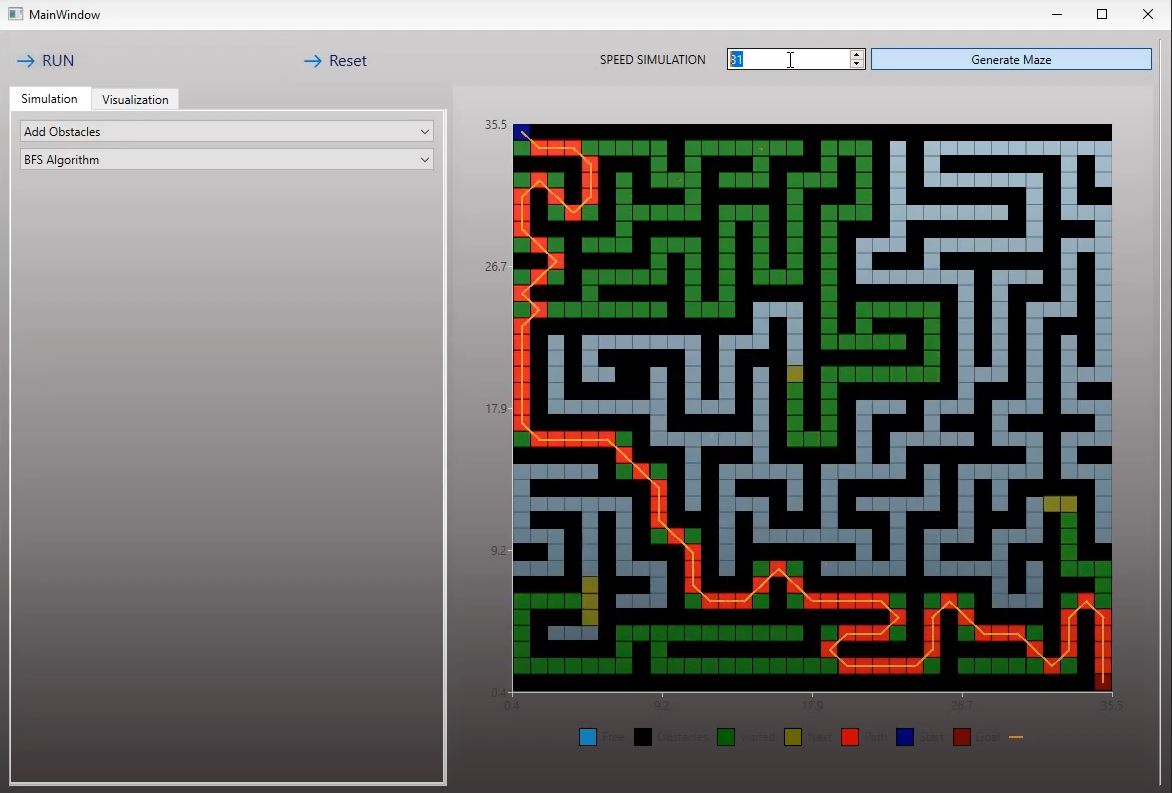 MainWindow
RUN
Reset
SPEED SIMULATION
31
Generate Maze
Simulation
Visualization
Add Obstacles
BFS Algorithm
35.5
26.7
17.9
9.2
0.4
0.4 9.2 17.9 26.7 35.5
Free Obstacles Visited Next Path Start Goal